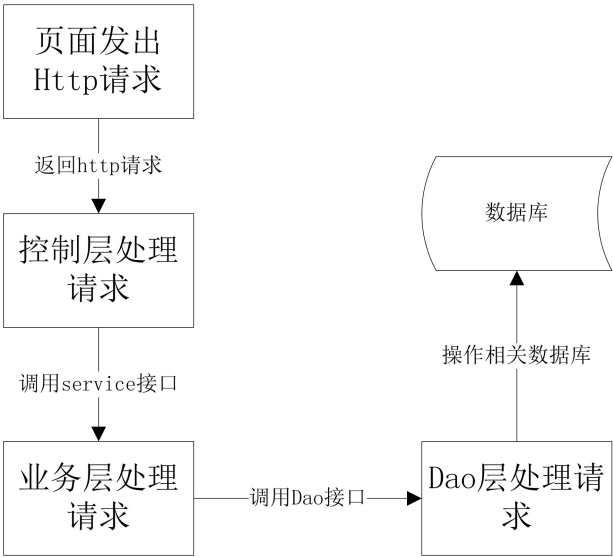 页面发出
Http请求
返回http请求
控制层处理
请求
数据库
调用service接口
操作相关数据库
业务层处理
请求
调用Dao接口
Dao层处理请
求